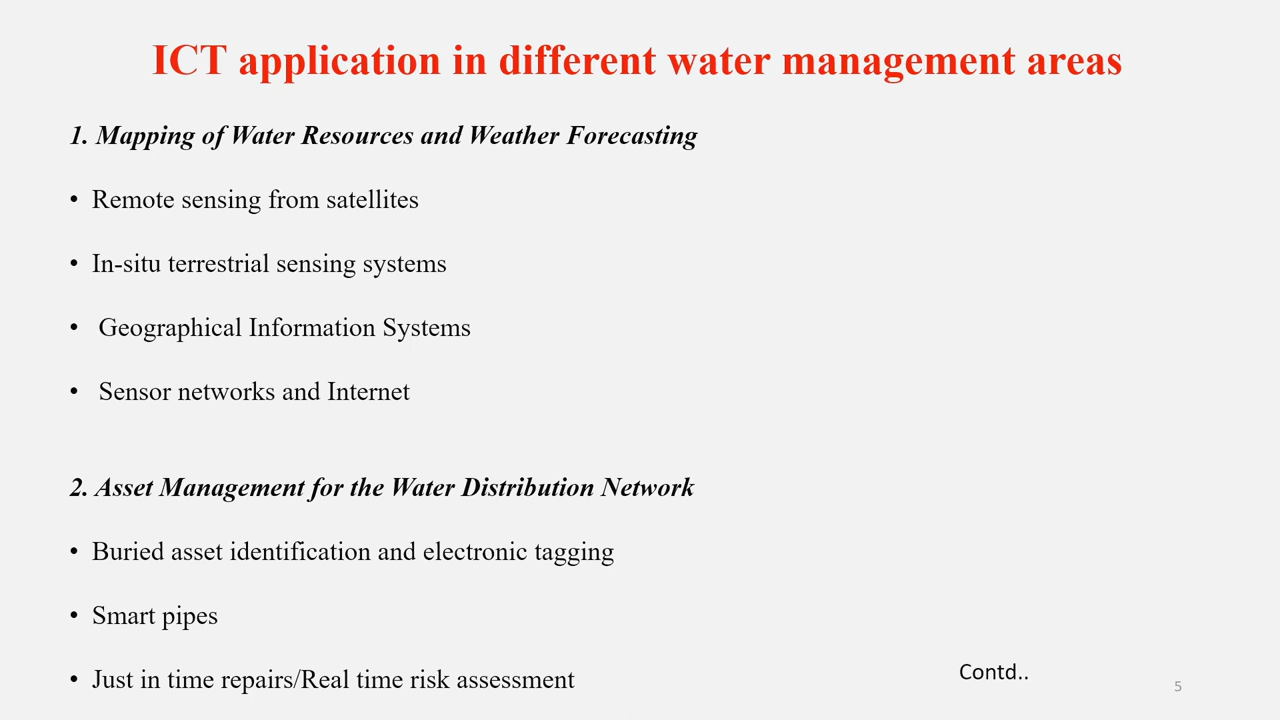 ICT application in different water management areas
1. Mapping of Water Resources and Weather Forecasting
• Remote sensing from satellites
• In-situ terrestrial sensing systems
• Geographical Information Systems
• Sensor networks and Internet
2. Asset Management for the Water Distribution Network
• Buried asset identification and electronic tagging
• Smart pipes
• Just in time repairs/Real time risk assessment
Contd..
5